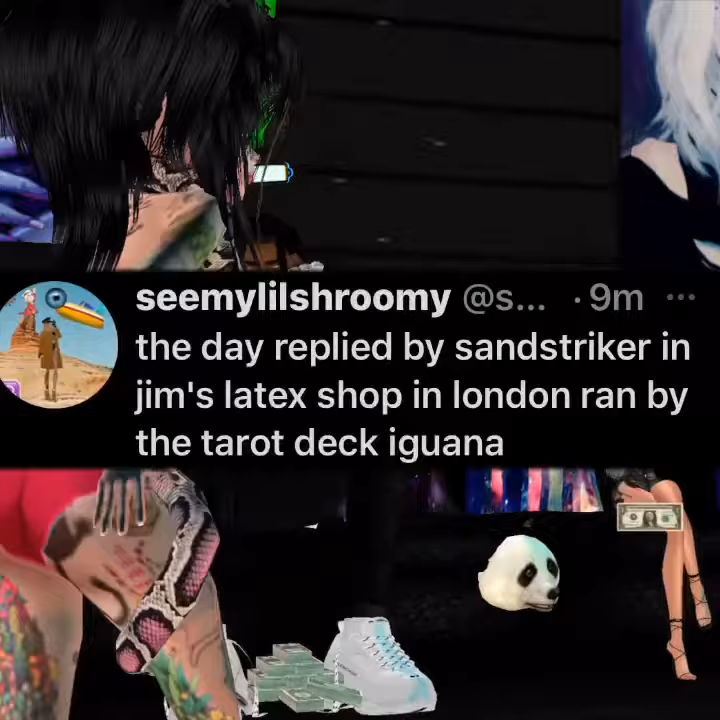 seemylilshroomy @s... · 9m ...
the day replied by sandstriker in
jim's latex shop in london ran by
the tarot deck iguana